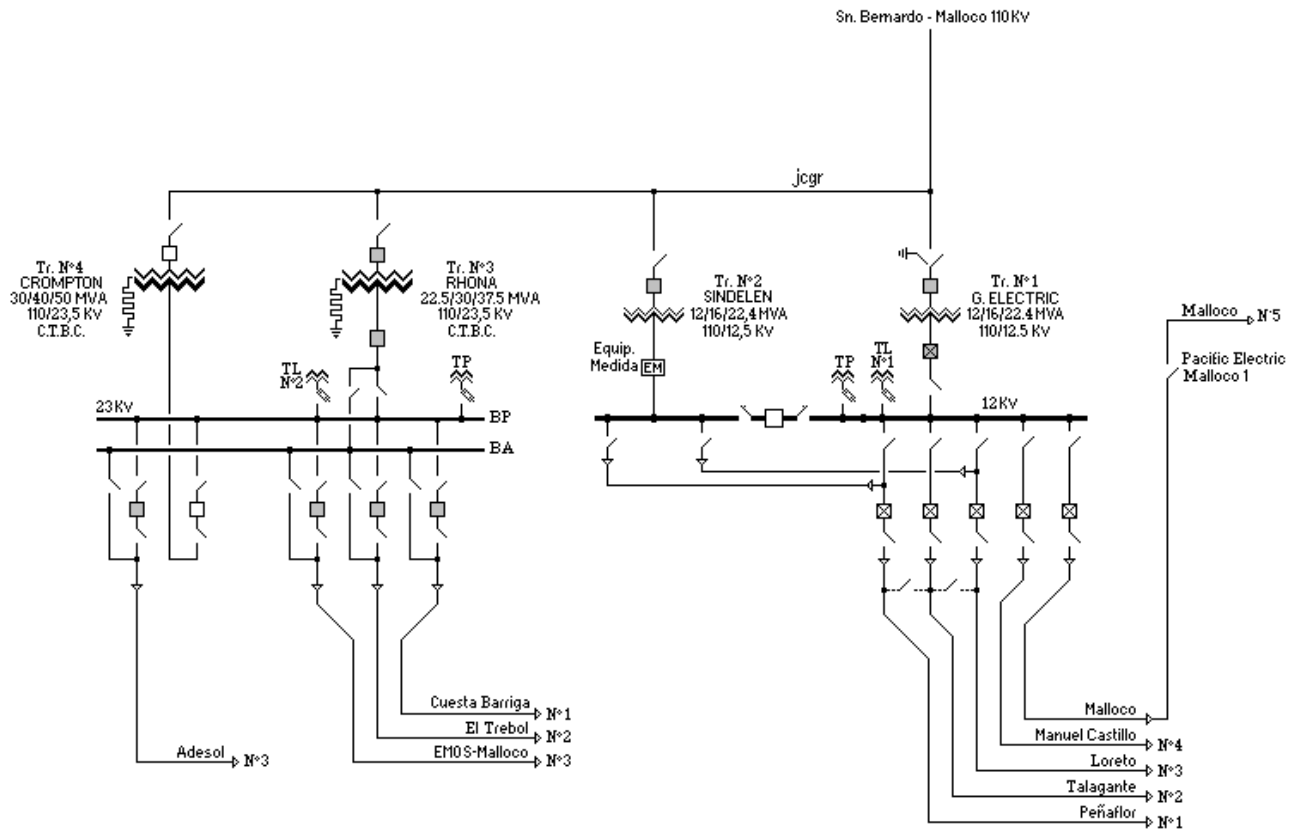 Sn. Bernardo - Malloco 110Kv
jcgr
Tr. N°4
CROMPTON
30/40/50 MVA
110/23,5 Kv
C.T.B.C.
Tr. N°3
RHONA
22.5/30/37.5 MVA
110/23,5 Kv
C.T.B.C.
Tr. N°2
SINDELEN
12/16/22,4 MVA
110/12,5 Kv
Tr. N°1
G. ELECTRIC
12/16/22.4 MVA
110/12.5 Kv
Malloco N°5
Pacific Electric
Malloco 1
Equip.
Medida EM
TL
N°2
TP
TP
TL
N°1
23Kv
BP
BA
12Kv
Cuesta Barriga N°1
El Trebol N°2
EMOS-Malloco N°3
Adesol N°3
Malloco
Manuel Castillo N°4
Loreto N°3
Talagante N°2
Peñaflor N°1